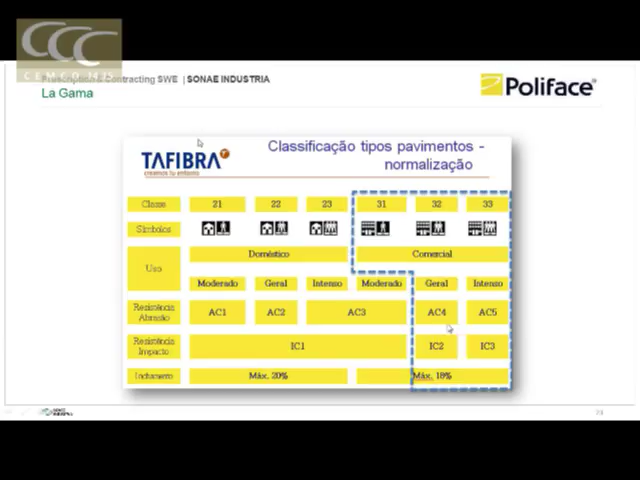 CCC
CEMCO
Contracting SWE | SONAE INDUSTRIA
La Gama
Poliface
TAFIBRA
creamos tu entorno
Classificação tipos pavimentos -
normalização
Classe 21 22 23 31 32 33
Símbolos
Uso Doméstico Comercial
Moderado Geral Intenso Moderado Geral Intenso
Resistência
Abrasão AC1 AC2 AC3 AC4 AC5
Resistência
Impacto IC1 IC2 IC3
Inchamento Máx. 20% Máx. 18%
23